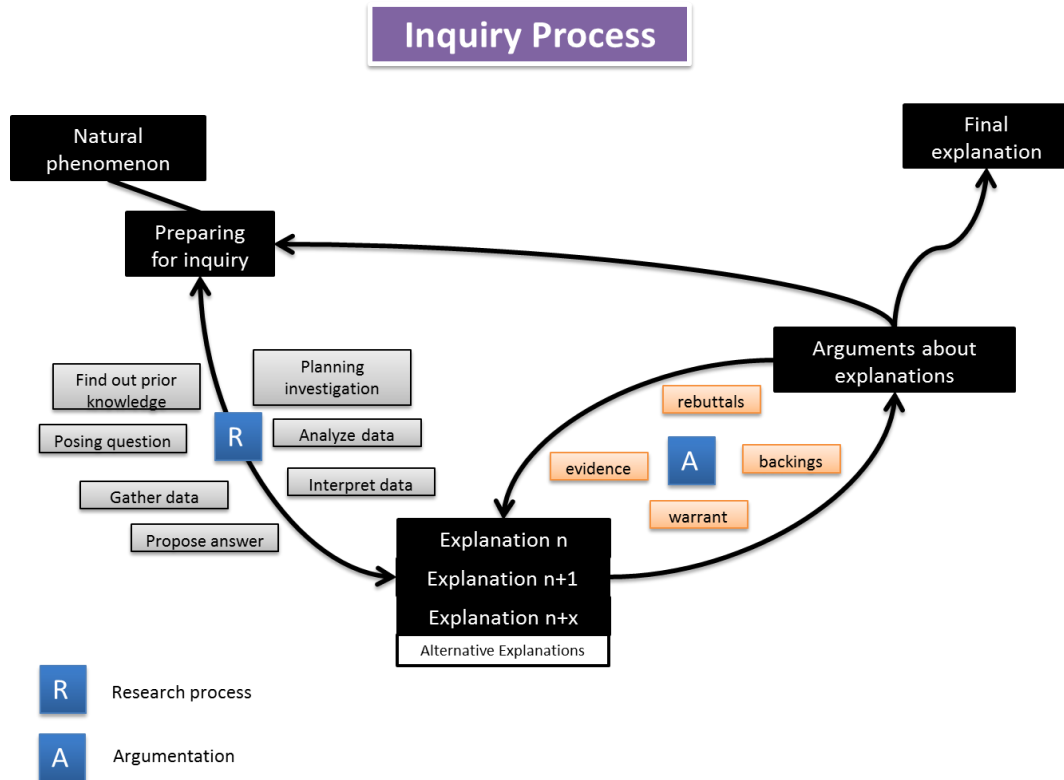 Inquiry Process
Natural
phenomenon
Final
explanation
Preparing
for inquiry
Arguments about
explanations
Find out prior
knowledge
Planning
investigation
Posing question
R
Analyze data
Gather data
Interpret data
Propose answer
rebuttals
evidence
A
backings
warrant
Explanation n
Explanation n+1
Explanation n+x
Alternative Explanations
R
Research process
A
Argumentation